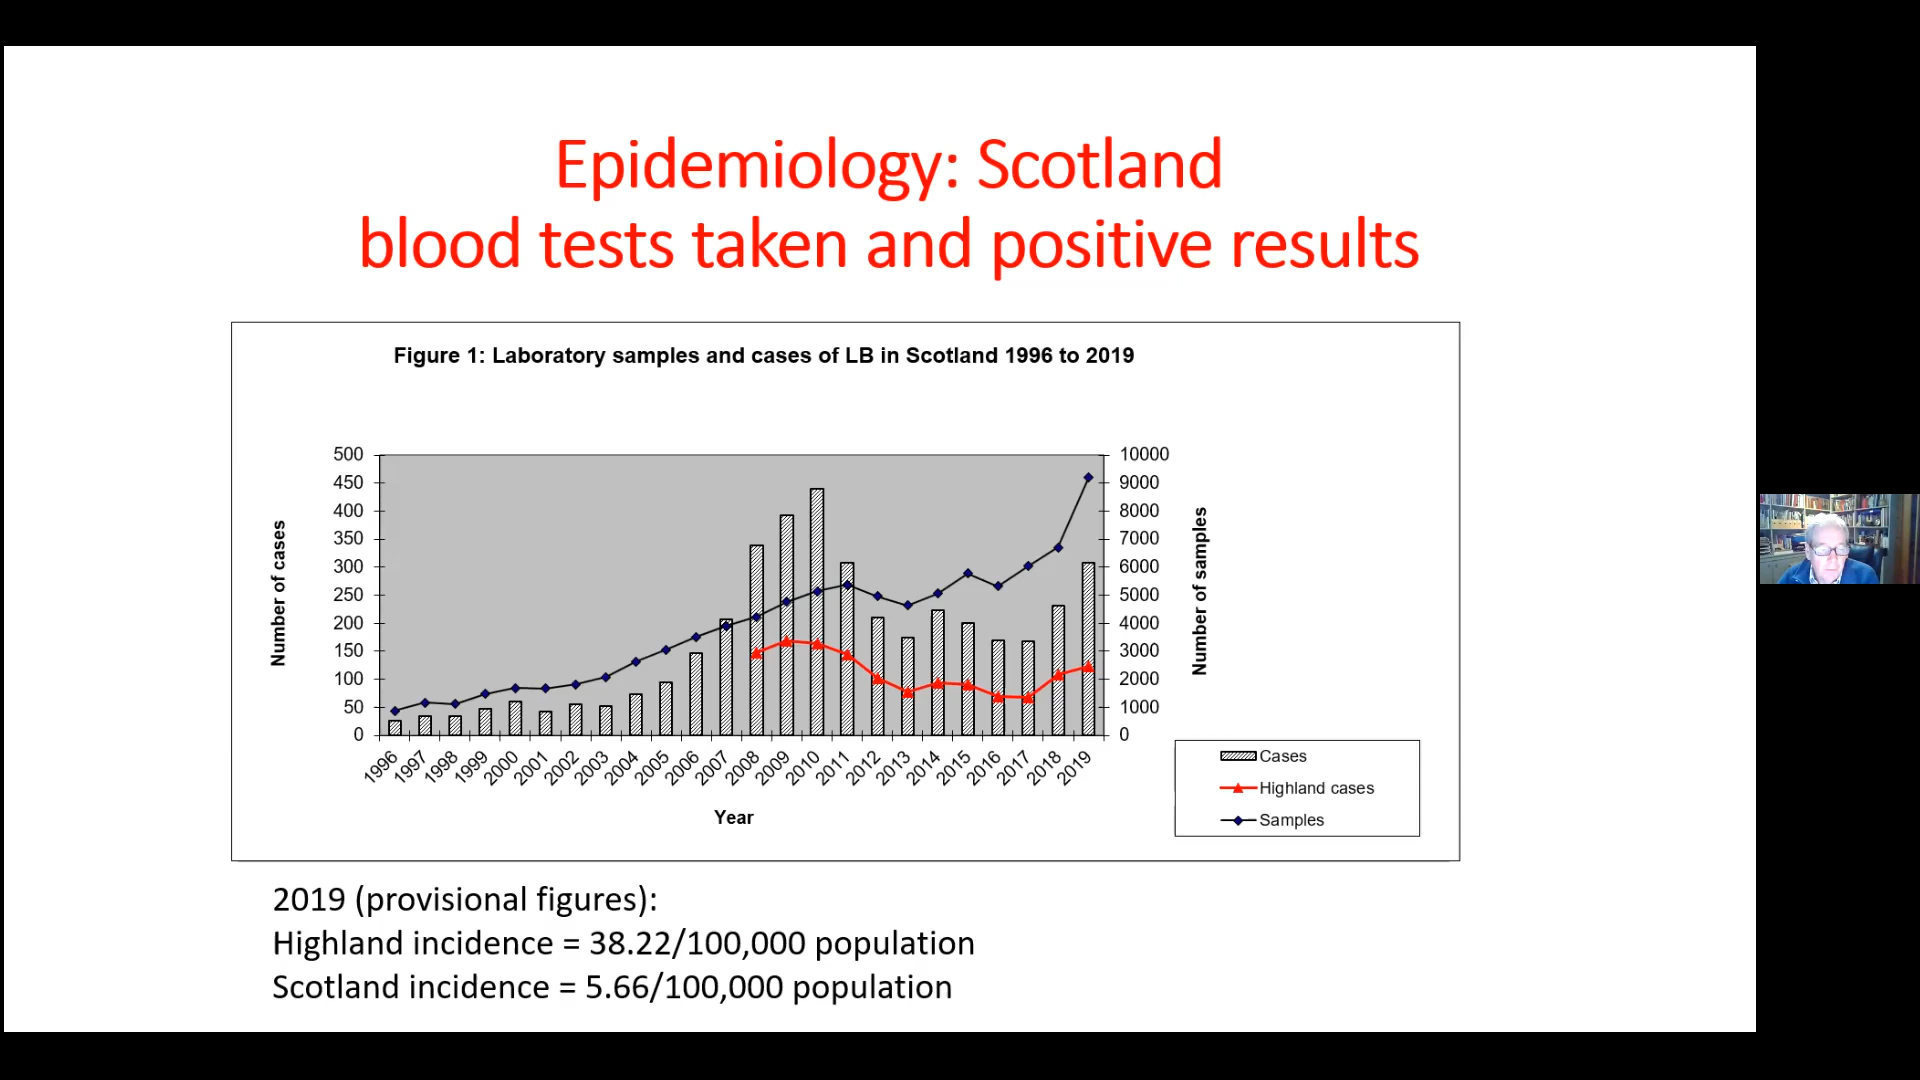 Epidemiology: Scotland
blood tests taken and positive results
Figure 1: Laboratory samples and cases of LB in Scotland 1996 to 2019
500
450
400
350
300
250
200
150
100
50
0
Number of cases
10000
9000
8000
7000
6000
5000
4000
3000
2000
1000
0
Number of samples
1996 1997 1998 1999 2000 2001 2002 2003 2004 2005 2006 2007 2008 2009 2010 2011 2012 2013 2014 2015 2016 2017 2018 2019
Year
Cases
Highland cases
Samples
2019 (provisional figures):
Highland incidence = 38.22/100,000 population
Scotland incidence = 5.66/100,000 population